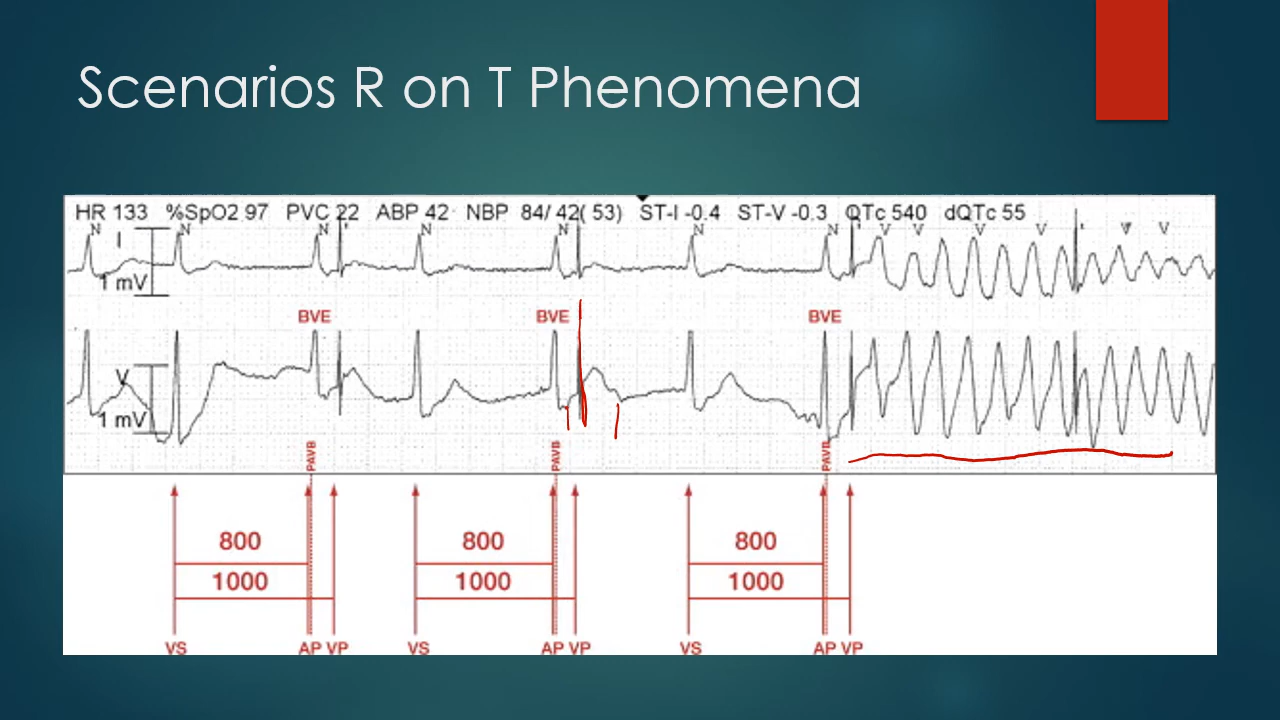 Scenarios R on T Phenomena
HR 133 %SpO2 97 PVC 22 ABP 42 NBP 84/ 42( 53) ST-I -0.4 ST-V -0.3 QTc 540 dQTc 55
N N N ' N N N N ' V V V V ' V V
I
1 mV
BVE BVE BVE
V
1 mV
PAVB PAVB PAVB
800 800 800
1000 1000 1000
VS AP VP VS AP VP VS AP VP